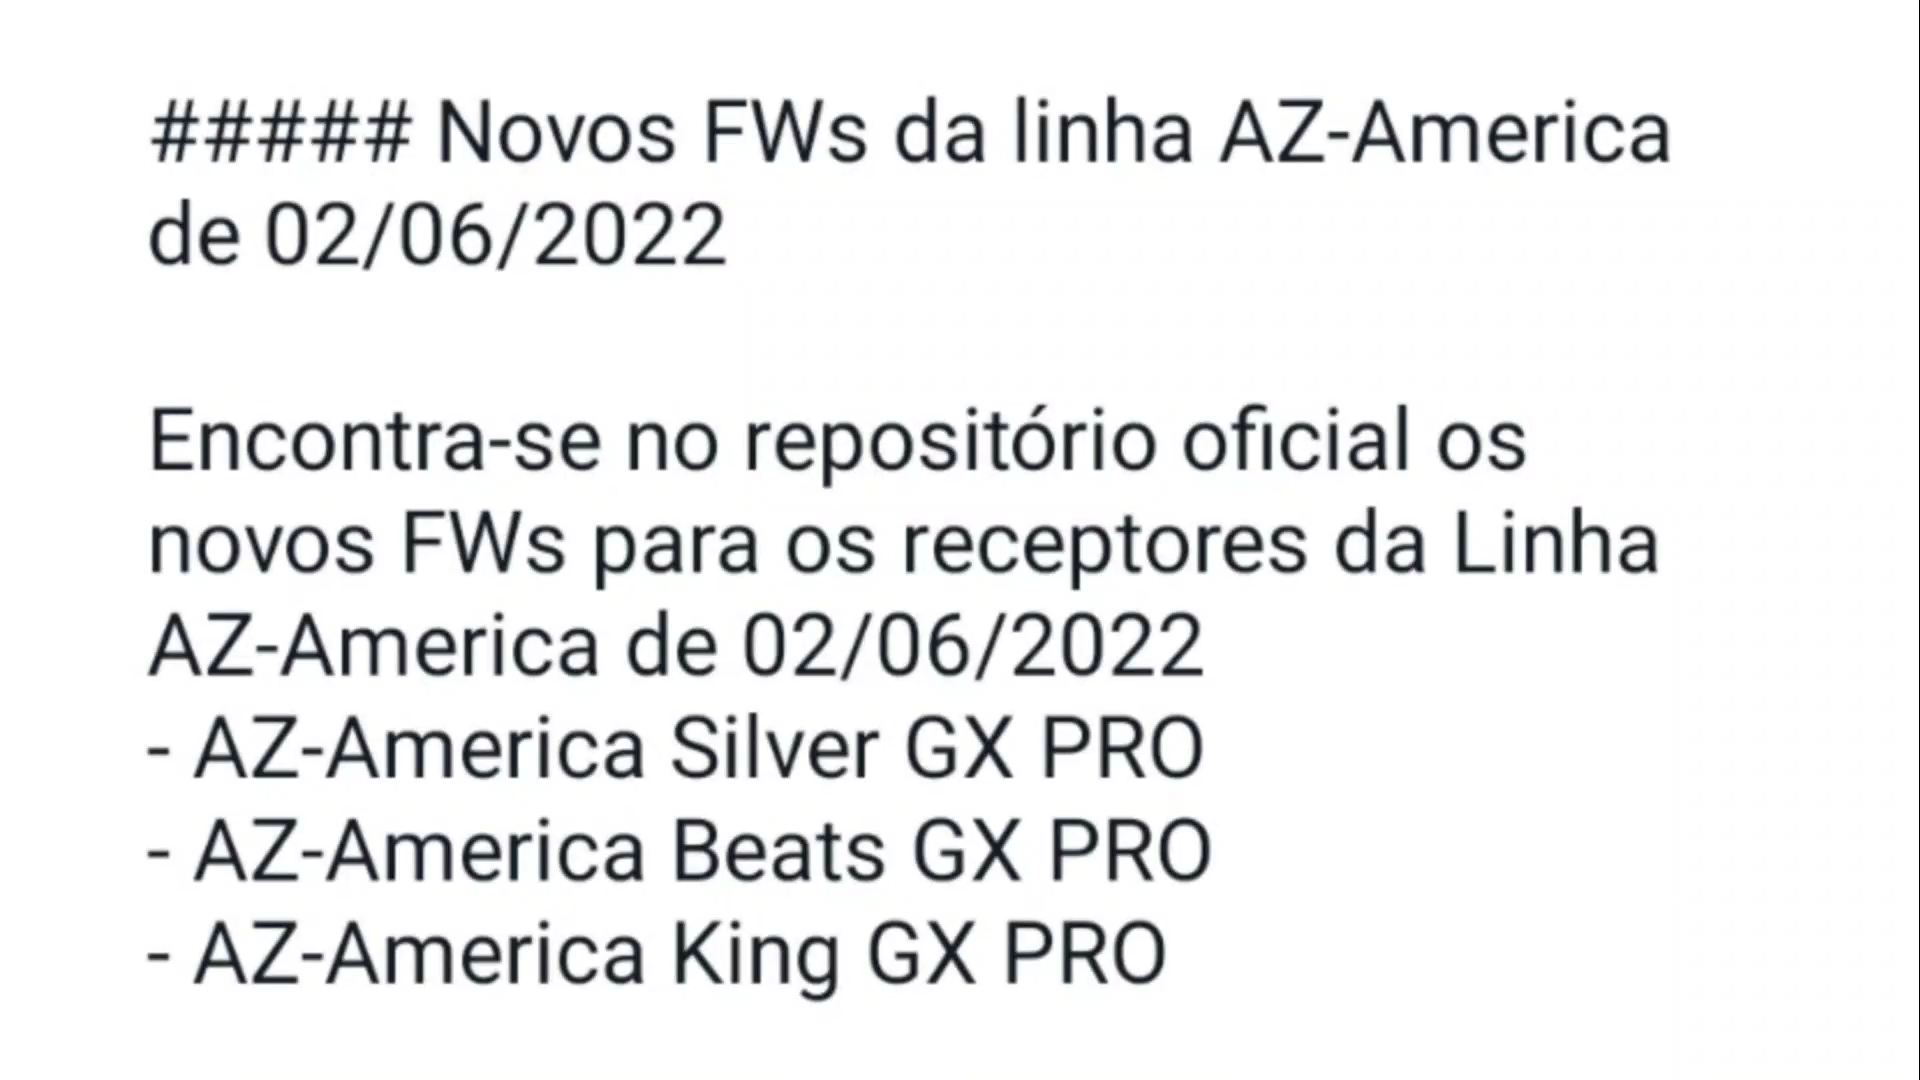 ##### Novos FWs da linha AZ-America
de 02/06/2022
Encontra-se no repositório oficial os
novos FWs para os receptores da Linha
AZ-America de 02/06/2022
- AZ-America Silver GX PRO
- AZ-America Beats GX PRO
- AZ-America King GX PRO